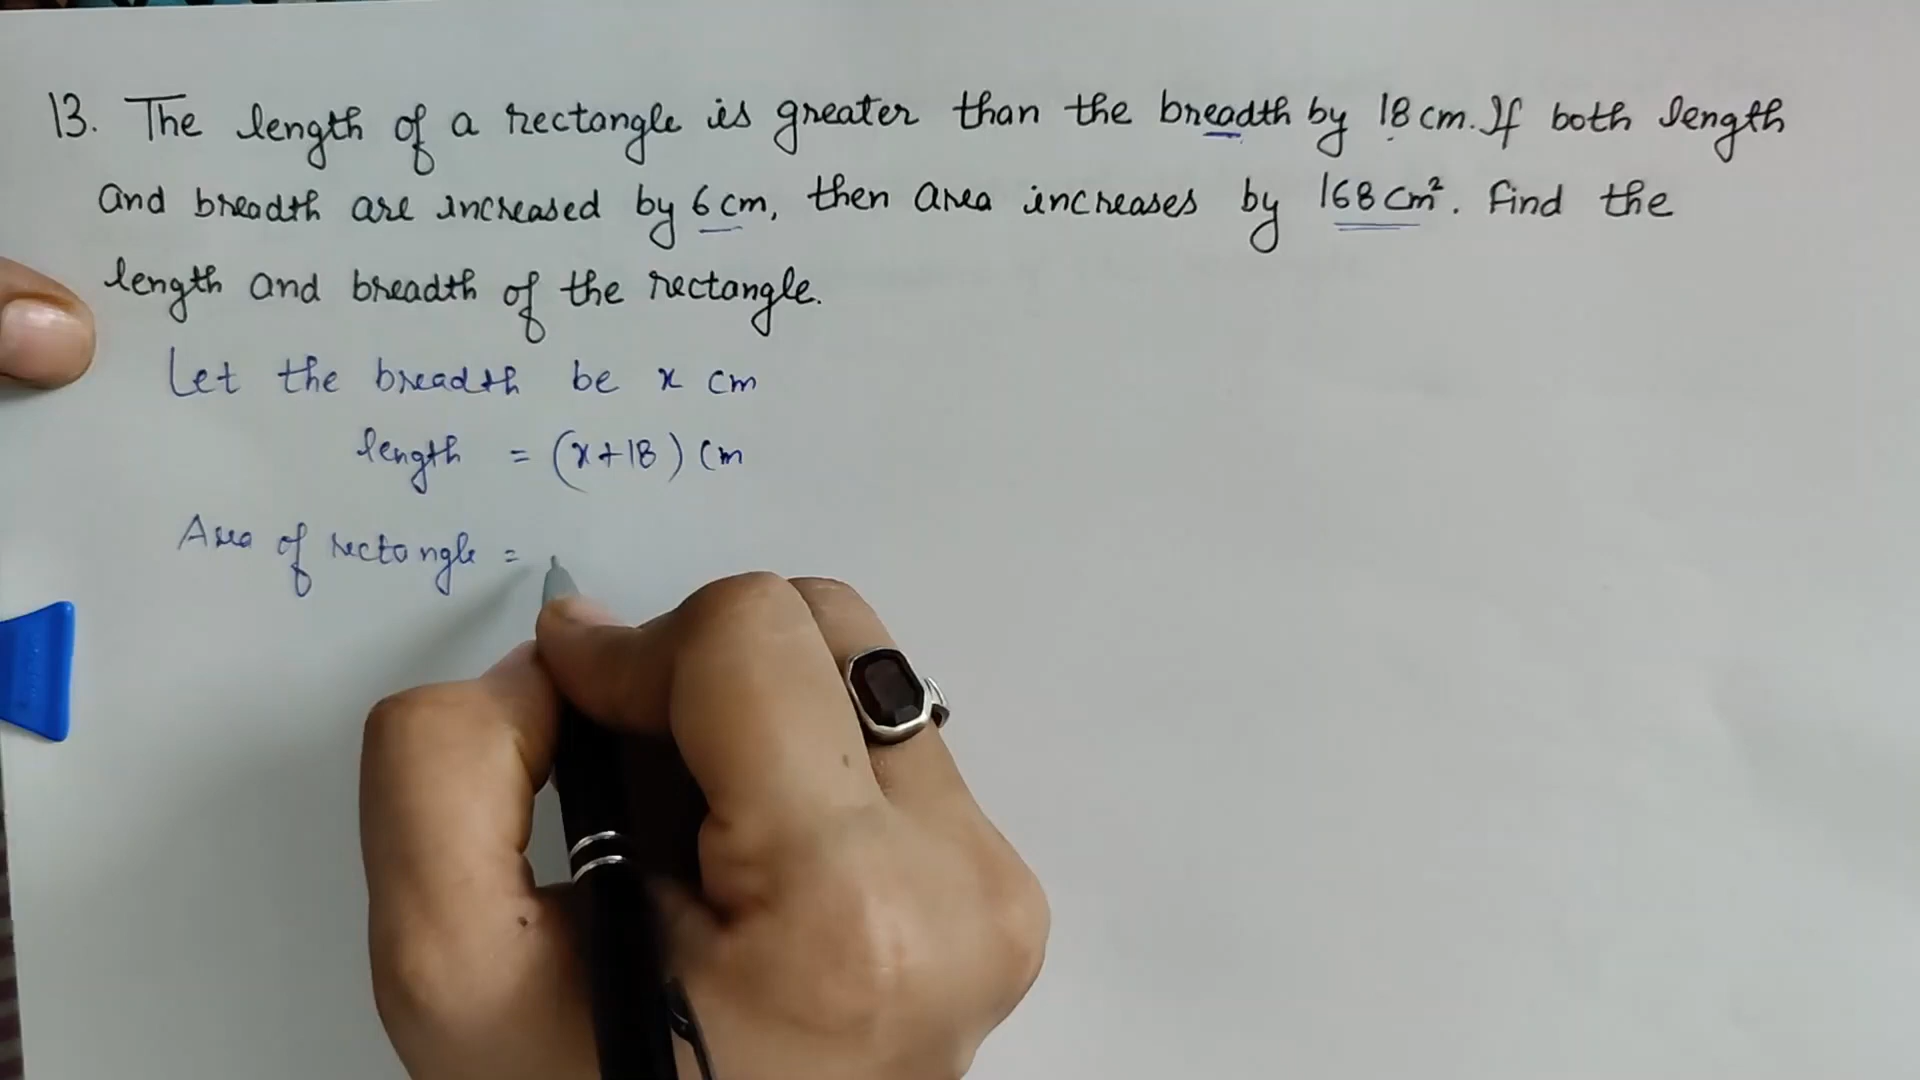 13. The length of a rectangle is greater than the breadth by 18 cm. If both length
and breadth are increased by 6 cm, then area increases by 168 cm². Find the
length and breadth of the rectangle.
Let the breadth be x cm
length = (x+18) cm
Area of rectangle =